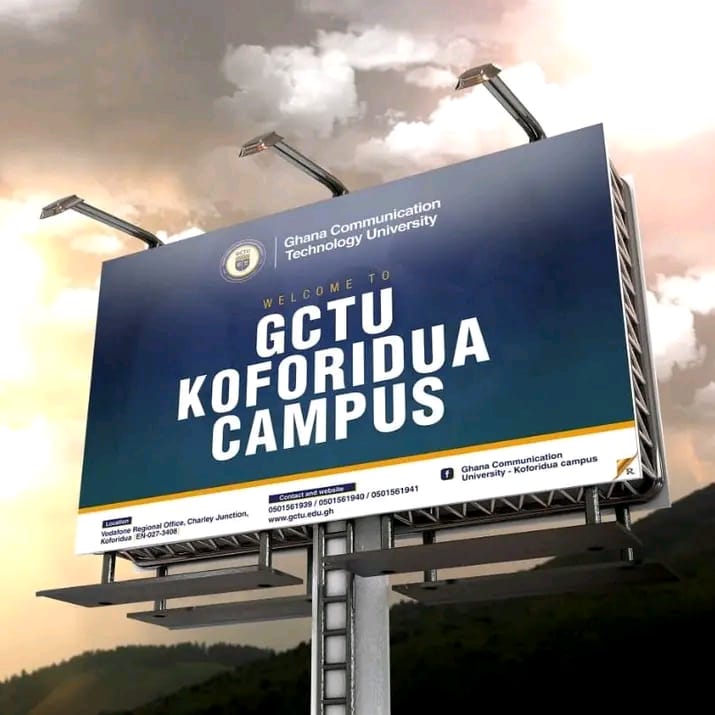 GCTU
Ghana Communication
Technology University
WELCOME TO
GCTU
KOFORIDUA
CAMPUS
Location
Vodafone Regional Office, Charley Junction,
Koforidua (EN-027-3408)
Contact and website
0501561939 / 0501561940 / 0501561941
www.gctu.edu.gh
f
Ghana Communication
University - Koforidua campus
R.